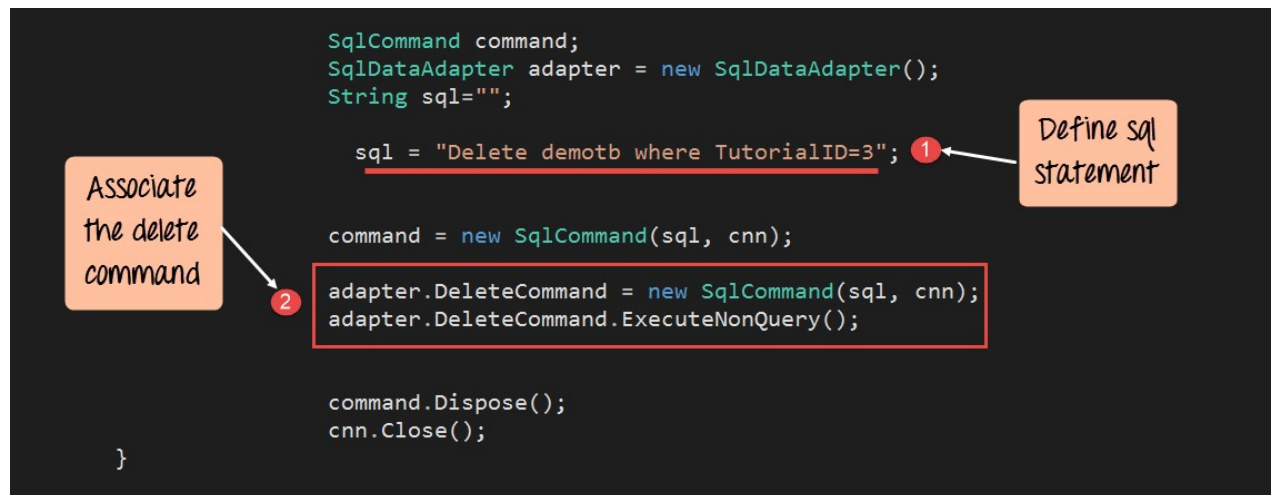 SqlCommand command;
SqlDataAdapter adapter = new SqlDataAdapter();
String sql="";
sql = "Delete demotb where TutorialID=3";
1
Define sql
statement
Associate
the delete
command
command = new SqlCommand(sql, cnn);
2
adapter.DeleteCommand = new SqlCommand(sql, cnn);
adapter.DeleteCommand.ExecuteNonQuery();
command.Dispose();
cnn.Close();
}